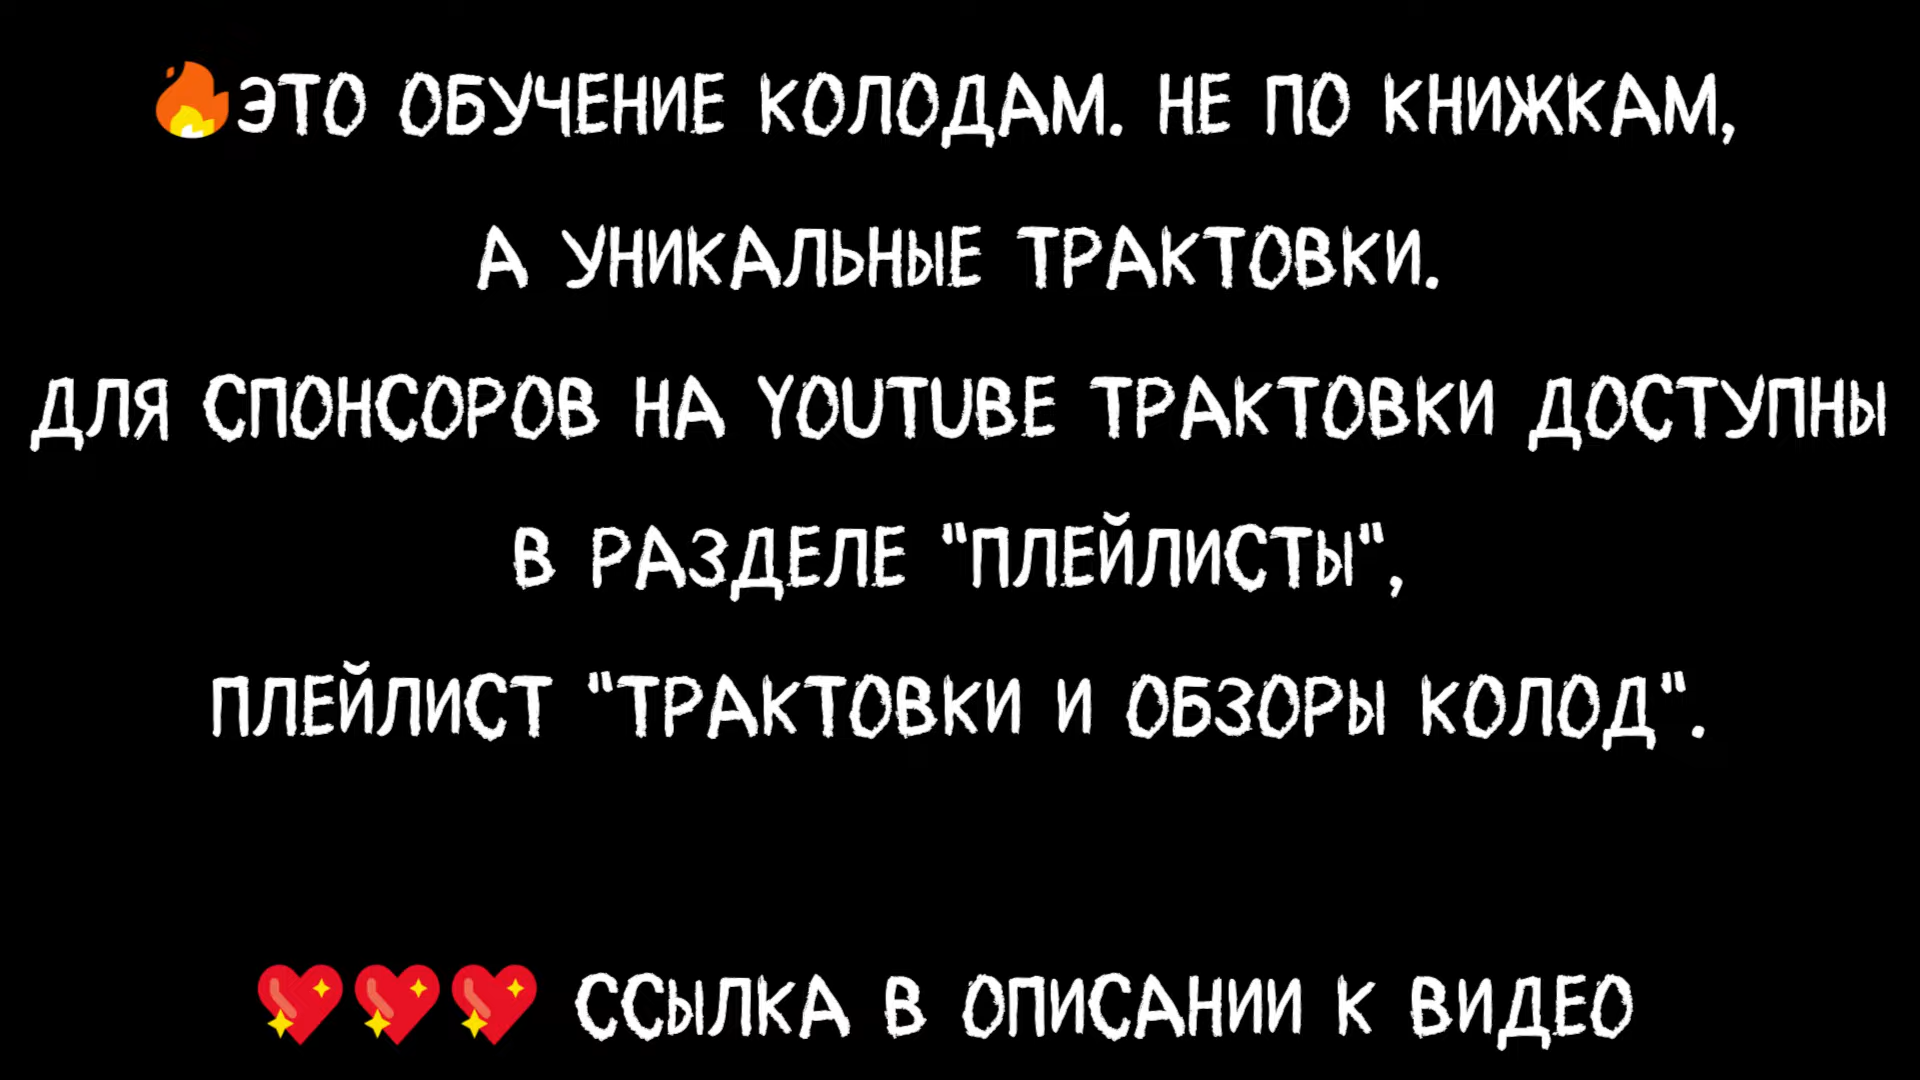 🔥ЭТО ОБУЧЕНИЕ КОЛОДАМ. НЕ ПО КНИЖКАМ,
А УНИКАЛЬНЫЕ ТРАКТОВКИ.
ДЛЯ СПОНСОРОВ НА YOUTUBE ТРАКТОВКИ ДОСТУПНЫ
В РАЗДЕЛЕ "ПЛЕЙЛИСТЫ",
ПЛЕЙЛИСТ "ТРАКТОВКИ И ОБЗОРЫ КОЛОД".
💖💖💖 ССЫЛКА В ОПИСАНИИ К ВИДЕО